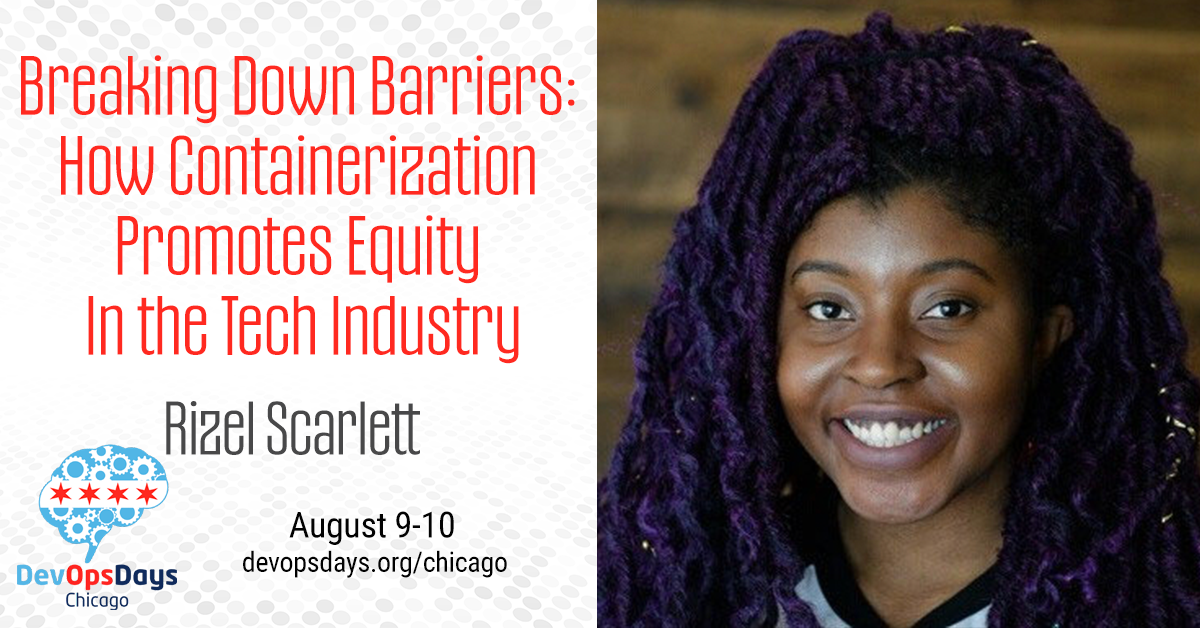 Breaking Down Barriers:
How Containerization
Promotes Equity
In the Tech Industry
Rizel Scarlett
August 9-10
devopsdays.org/chicago
DevOpsDays
Chicago